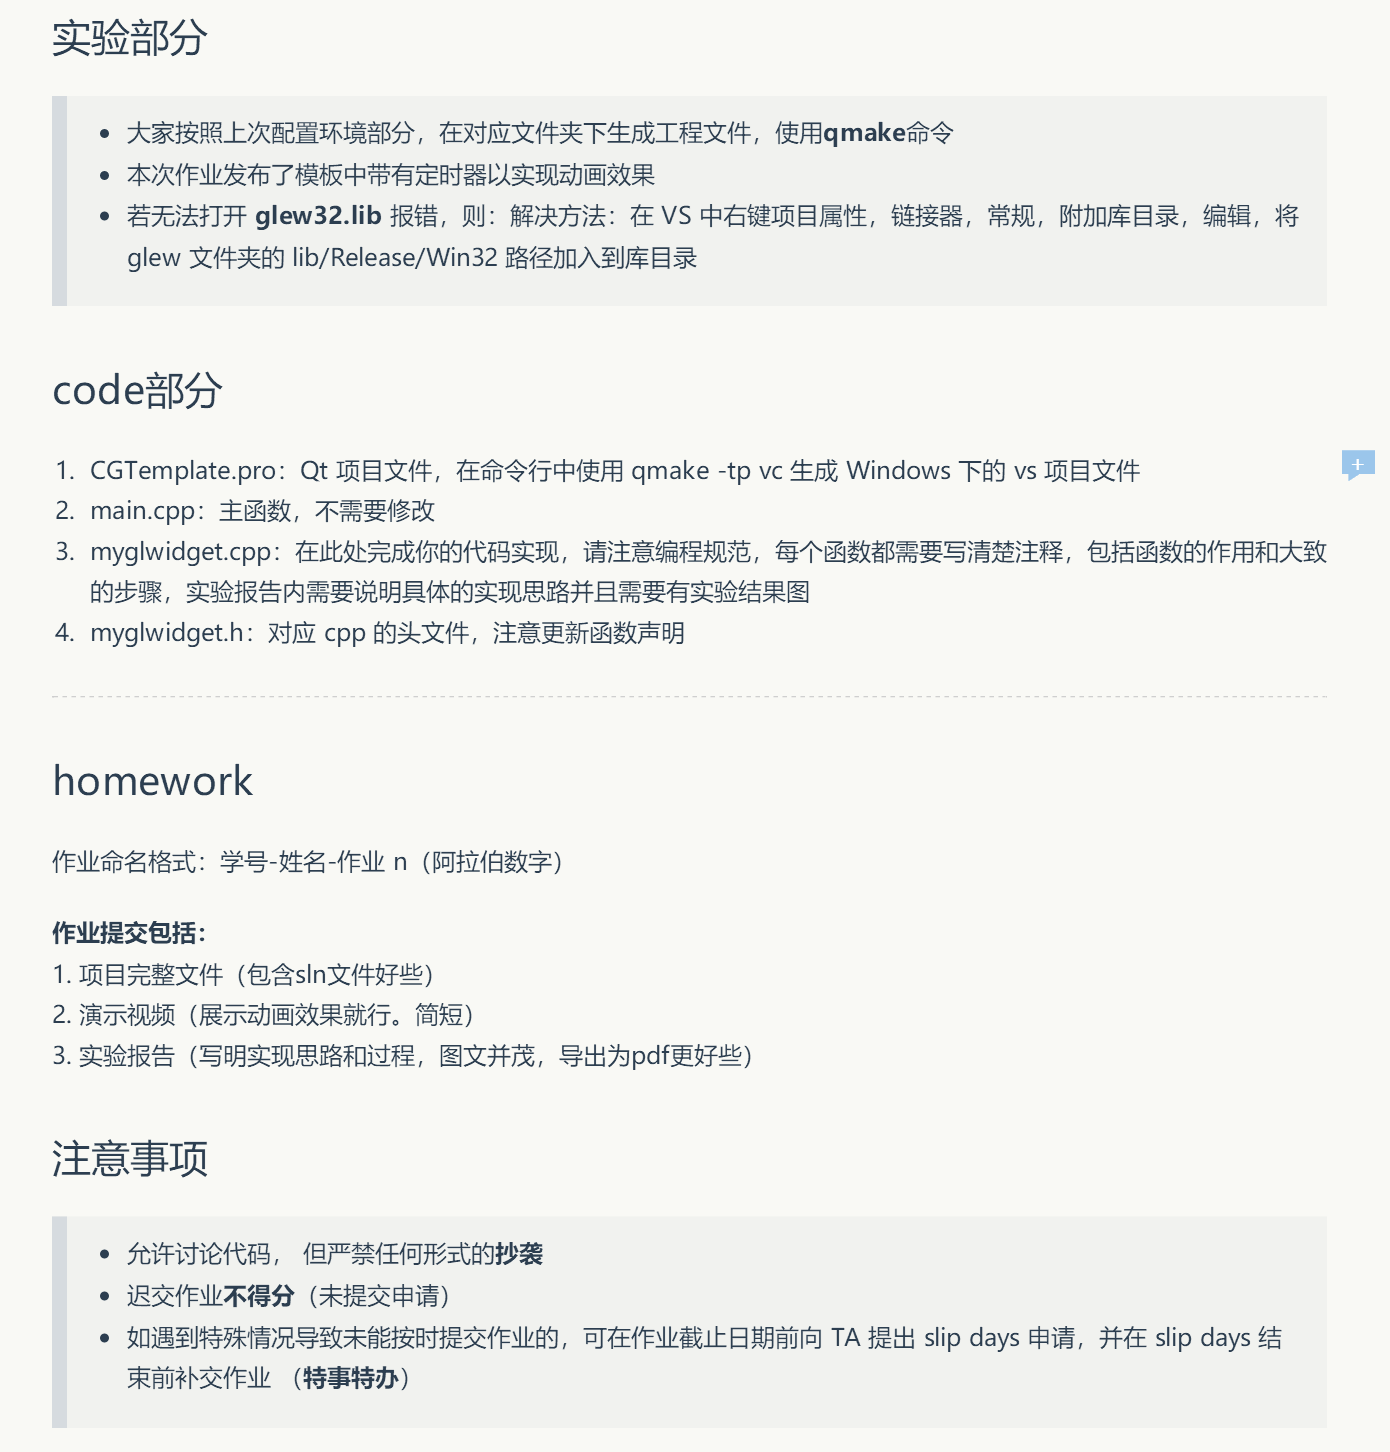 实验部分
大家按照上次配置环境部分，在对应文件夹下生成工程文件，使用qmake命令
本次作业发布了模板中带有定时器以实现动画效果
若无法打开 glew32.lib 报错，则：解决方法：在 VS 中右键项目属性，链接器，常规，附加库目录，编辑，将
glew 文件夹的 lib/Release/Win32 路径加入到库目录
code部分
1. CGTemplate.pro：Qt 项目文件，在命令行中使用 qmake -tp vc 生成 Windows 下的 vs 项目文件
2. main.cpp：主函数，不需要修改
3. myglwidget.cpp：在此处完成你的代码实现，请注意编程规范，每个函数都需要写清楚注释，包括函数的作用和大致
的步骤，实验报告内需要说明具体的实现思路并且需要有实验结果图
4. myglwidget.h：对应 cpp 的头文件，注意更新函数声明
homework
作业命名格式：学号-姓名-作业 n（阿拉伯数字）
作业提交包括：
1. 项目完整文件（包含sln文件好些）
2. 演示视频（展示动画效果就行。简短）
3. 实验报告（写明实现思路和过程，图文并茂，导出为pdf更好些）
注意事项
允许讨论代码， 但严禁任何形式的抄袭
迟交作业不得分（未提交申请）
如遇到特殊情况导致未能按时提交作业的，可在作业截止日期前向 TA 提出 slip days 申请，并在 slip days 结
束前补交作业 （特事特办）